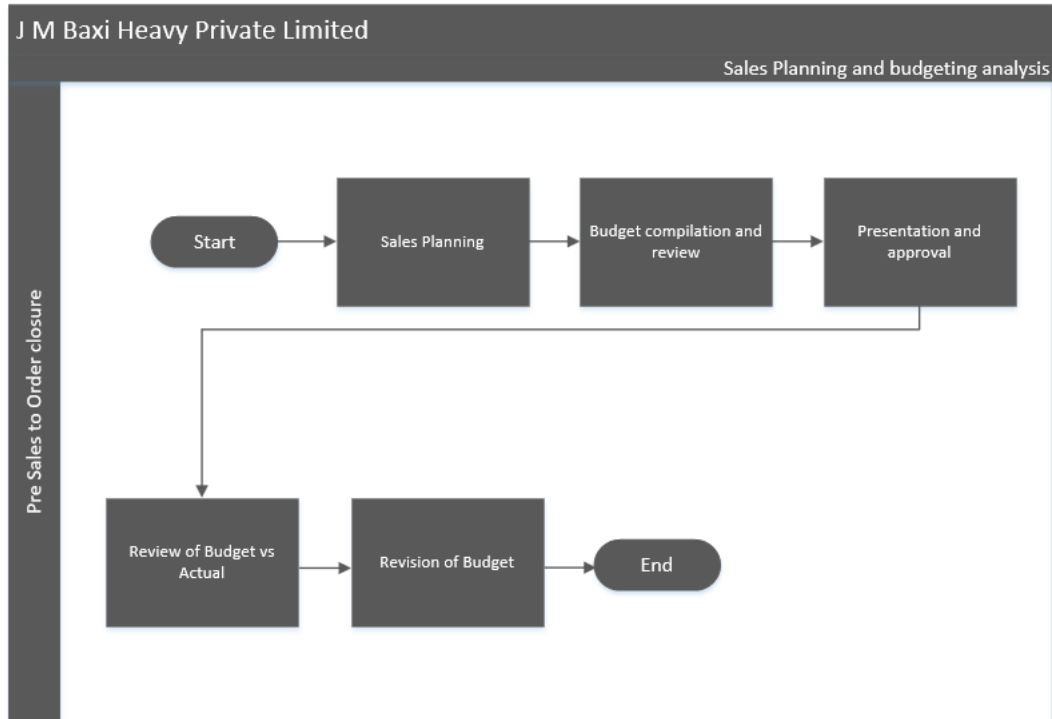 J M Baxi Heavy Private Limited
Sales Planning and budgeting analysis
Pre Sales to Order closure
Start
Sales Planning
Budget compilation and
review
Presentation and
approval
Review of Budget vs
Actual
Revision of Budget
End